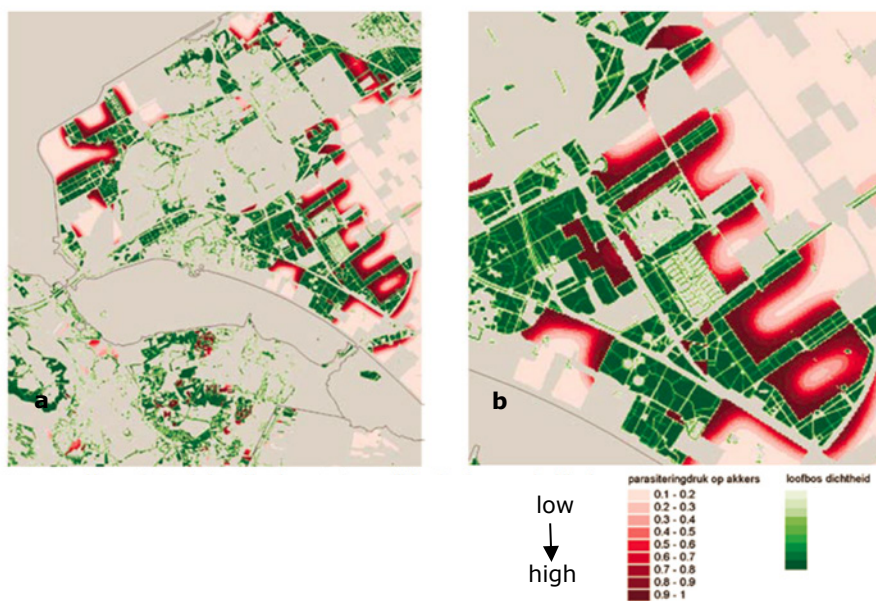 a
b
parasiteringdruk op akkers
loofbos dichtheid
low
high
0.1 - 0.2
0.2 - 0.3
0.3 - 0.4
0.4 - 0.5
0.5 - 0.6
0.6 - 0.7
0.7 - 0.8
0.8 - 0.9
0.9 - 1